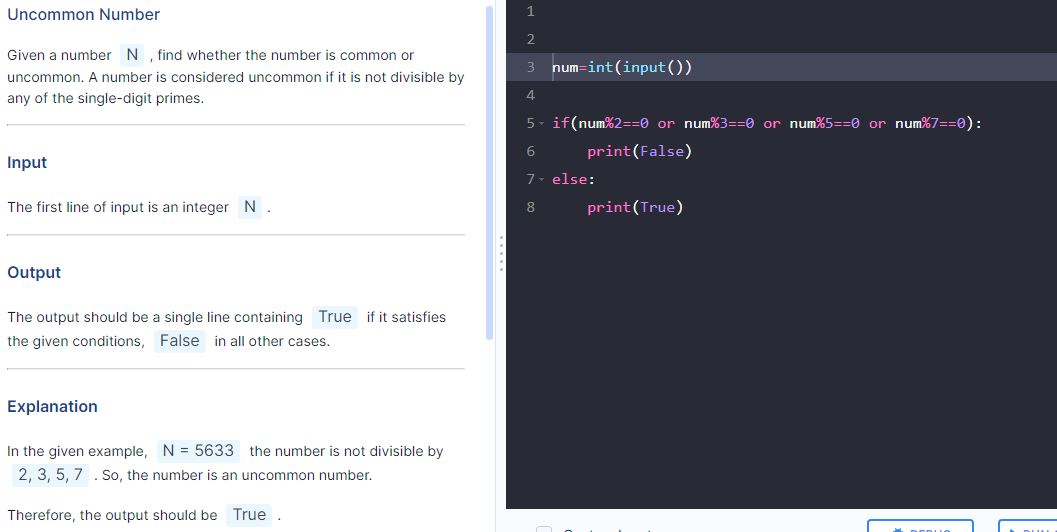 Uncommon Number
Given a number N , find whether the number is common or
uncommon. A number is considered uncommon if it is not divisible by
any of the single-digit primes.
Input
The first line of input is an integer N .
Output
The output should be a single line containing True if it satisfies
the given conditions, False in all other cases.
Explanation
In the given example, N = 5633 the number is not divisible by
2, 3, 5, 7 . So, the number is an uncommon number.
Therefore, the output should be True .
1
2
3 num=int(input())
4
5 if(num%2==0 or num%3==0 or num%5==0 or num%7==0):
6 print(False)
7 else:
8 print(True)